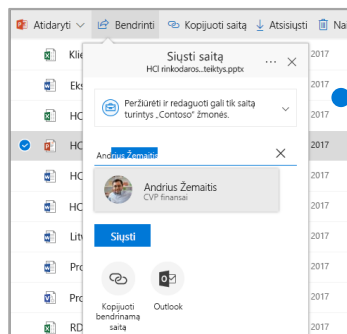 Atidaryti Bendrinti Kopijuoti saitą Atsisiųsti Nai
Klie
Siųsti saitą
2017
HCl rinkodaros...teiktys.pptx
Eks
2017
Peržiūrėti ir redaguoti gali tik saitą
turintys „Contoso“ žmonės.
HC
2017
HC
2017
Andrius Žemaitis
HC
2017
Andrius Žemaitis
CVP finansai
HC
2017
Siųsti
Litv
2017
Pro
2017
Pro
2017
Kopijuoti
bendrinamą
saitą
Outlook
RD
2017